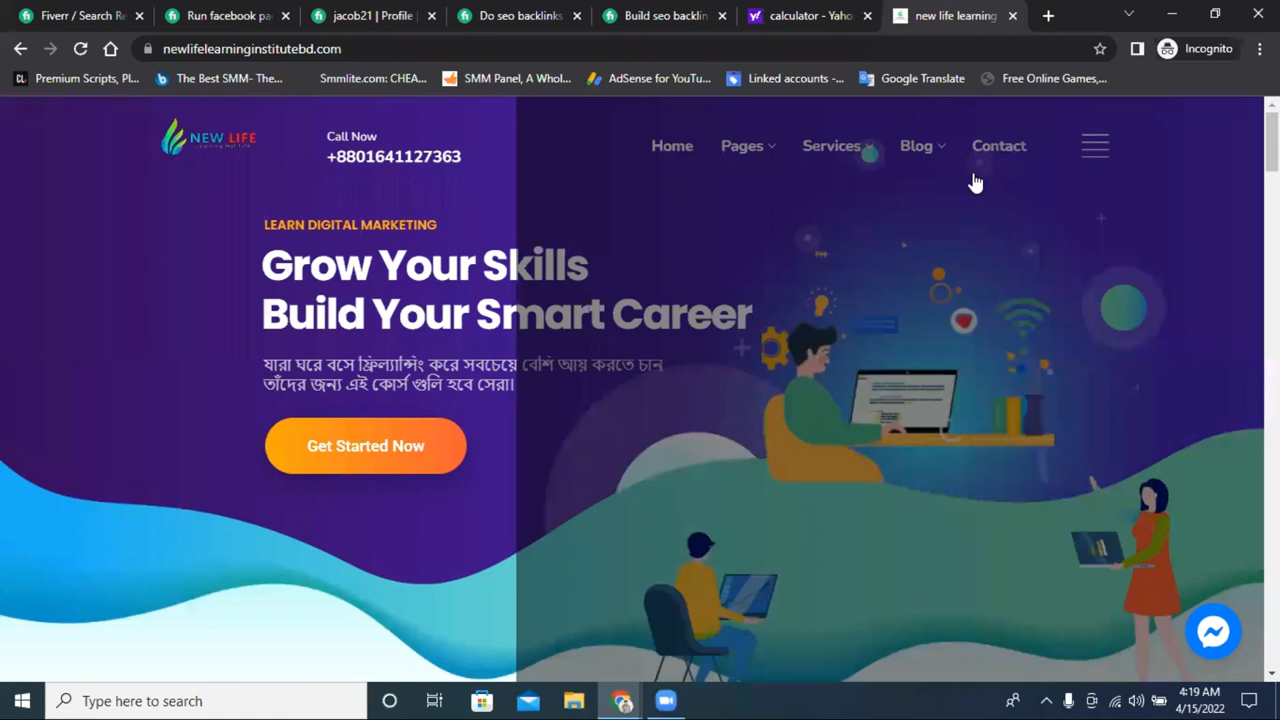 Fiverr / Search Re
Run facebook pa
jacob21 | Profile
Do seo backlinks
Build seo backlin
calculator - Yaho
new life learning
newlifelearninginstitutebd.com
Incognito
Premium Scripts, Pl...
The Best SMM- The...
Smmlite.com: CHEA...
SMM Panel, A Whol...
AdSense for YouTu...
Linked accounts -...
Google Translate
Free Online Games,...
NEW LIFE
Call Now
+8801641127363
Home
Pages
Services
Blog
Contact
LEARN DIGITAL MARKETING
Grow Your Skills
Build Your Smart Career
যারা ঘরে বসে ফ্রিল্যান্সিং করে সবচেয়ে বেশি আয় করতে চান
তাঁদের জন্য এই কোর্স গুলি হবে সেরা।
Get Started Now
Type here to search
4:19 AM
4/15/2022